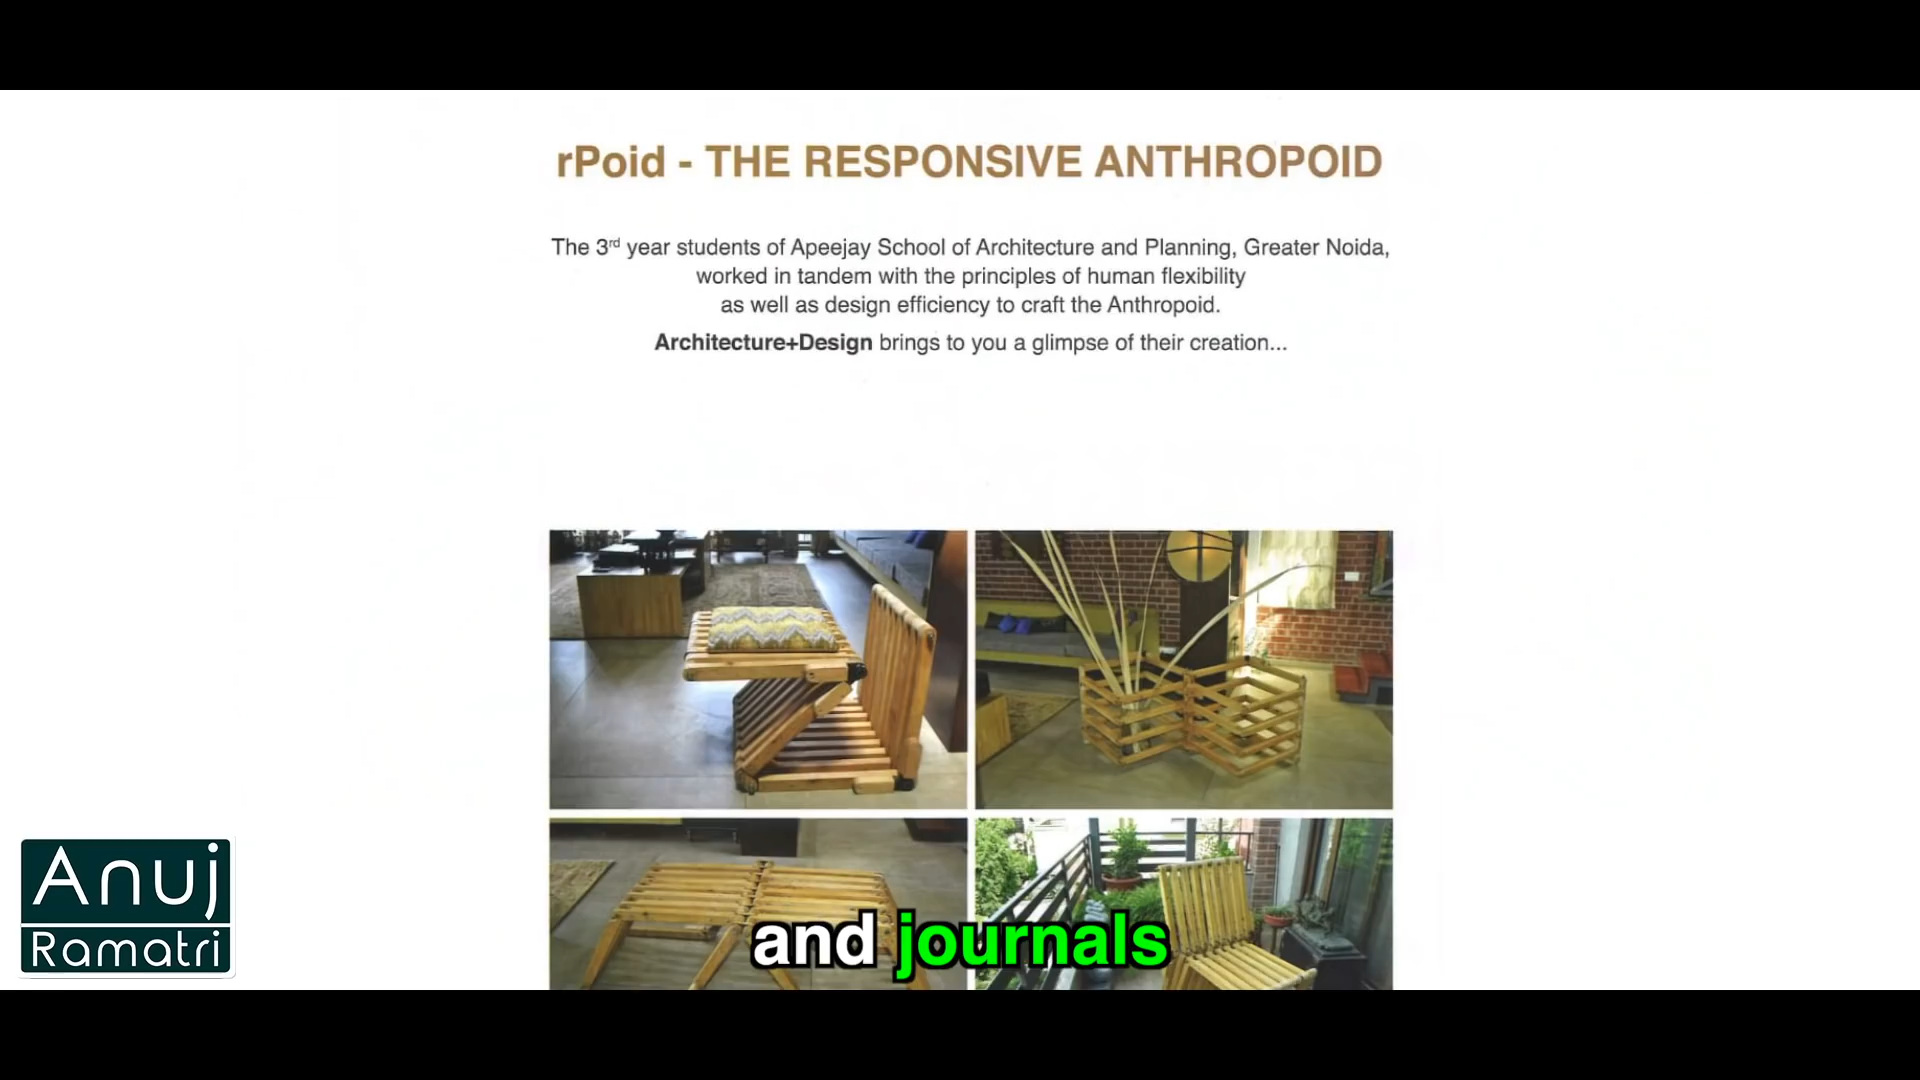 rPoid - THE RESPONSIVE ANTHROPOID
The 3rd year students of Apeejay School of Architecture and Planning, Greater Noida,
worked in tandem with the principles of human flexibility
as well as design efficiency to craft the Anthropoid.
Architecture+Design brings to you a glimpse of their creation...
and journals
Anuj
Ramatri